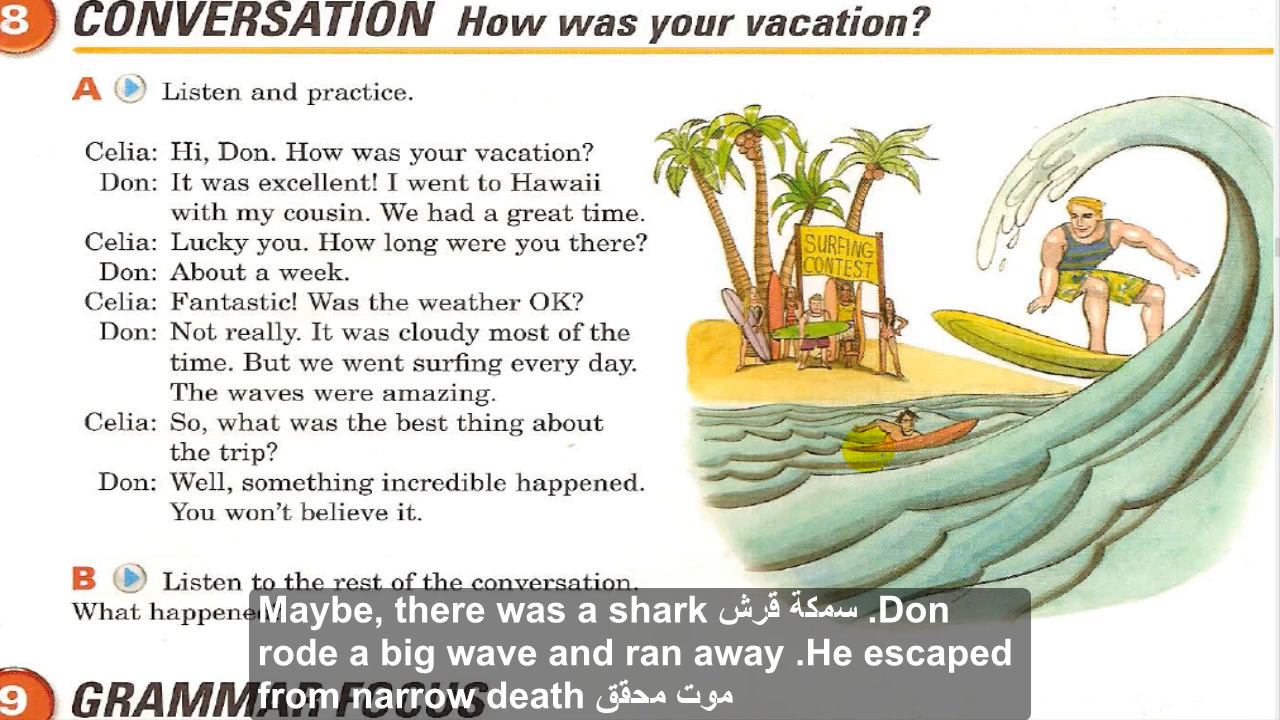 8 CONVERSATION How was your vacation?
A Listen and practice.
Celia: Hi, Don. How was your vacation?
Don: It was excellent! I went to Hawaii
with my cousin. We had a great time.
Celia: Lucky you. How long were you there?
Don: About a week.
Celia: Fantastic! Was the weather OK?
Don: Not really. It was cloudy most of the
time. But we went surfing every day.
The waves were amazing.
Celia: So, what was the best thing about
the trip?
Don: Well, something incredible happened.
You won't believe it.
SURFING
CONTEST
B Listen to the rest of the conversation.
What happened?
Maybe, there was a shark سمكة قرش .Don
rode a big wave and ran away .He escaped
from narrow death موت محقق
9 GRAMMAR FOCUS